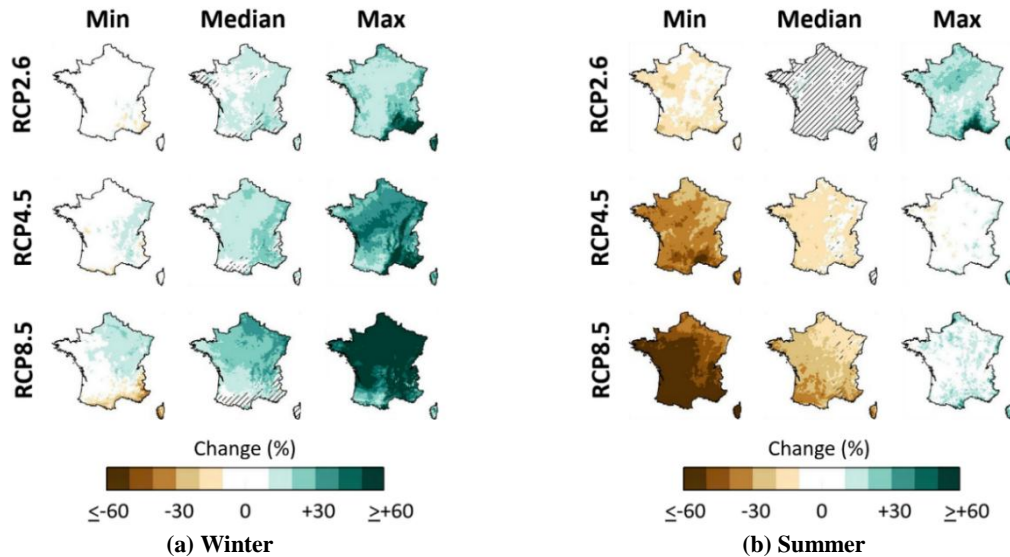 Min Median Max
RCP2.6
RCP4.5
RCP8.5
Change (%)
≤-60 -30 0 +30 ≥+60
(a) Winter
Min Median Max
RCP2.6
RCP4.5
RCP8.5
Change (%)
≤-60 -30 0 +30 ≥+60
(b) Summer